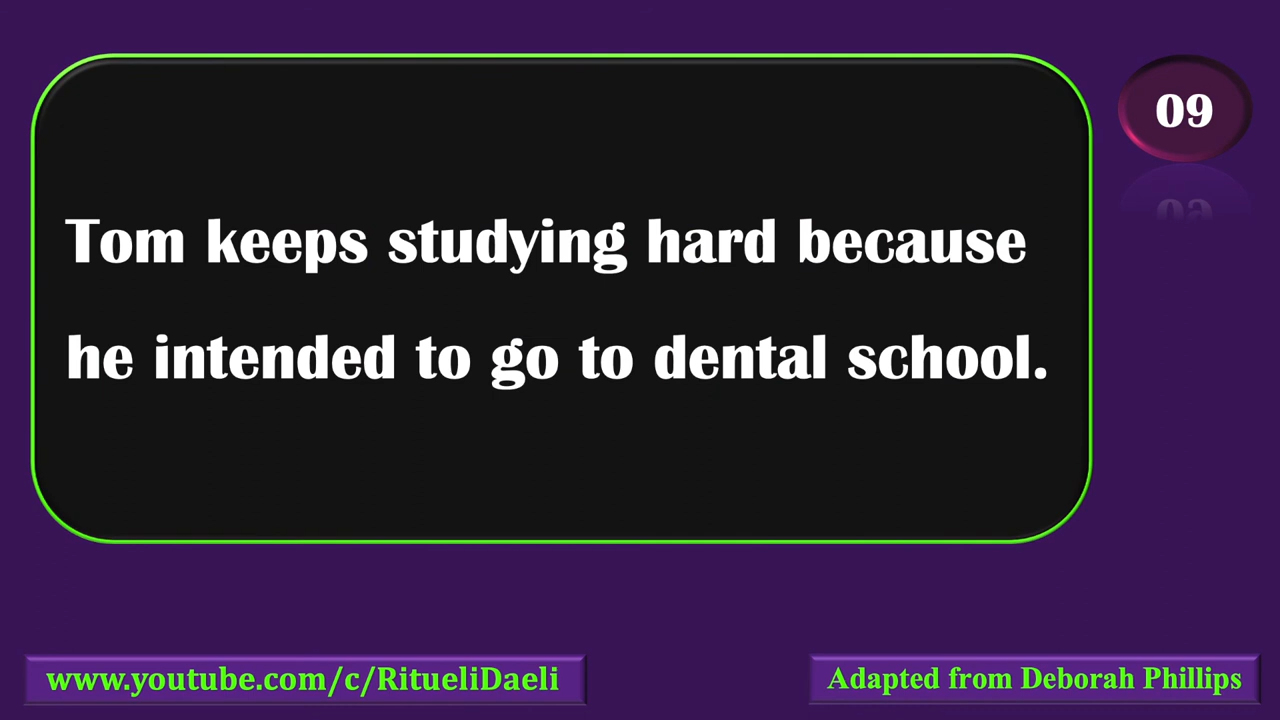 09
Tom keeps studying hard because
he intended to go to dental school.
www.youtube.com/c/RitueliDaeli
Adapted from Deborah Phillips